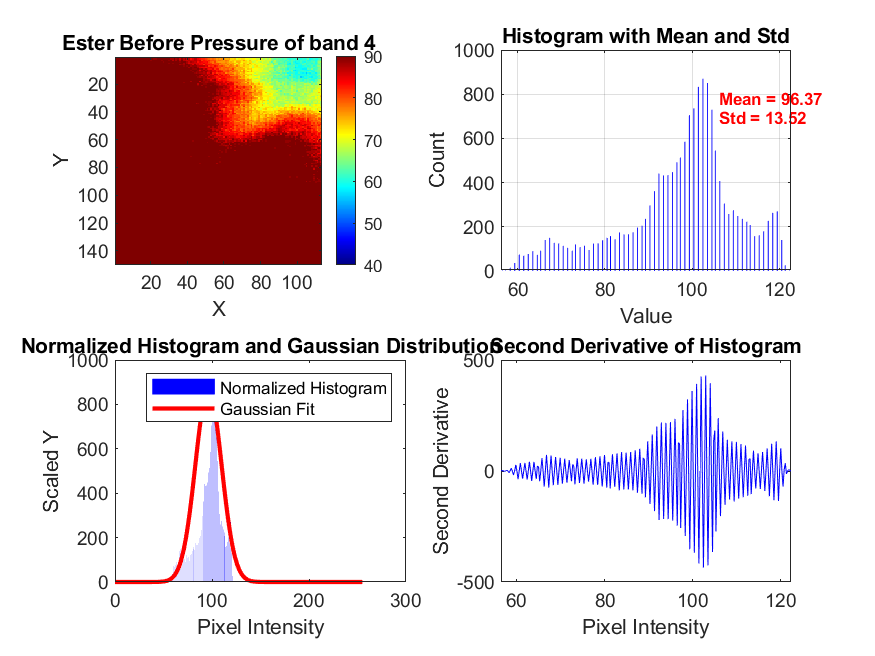 Ester Before Pressure of band 4
20
40
60
80
100
120
140
Y
20 40 60 80 100
X
90
80
70
60
50
40
Histogram with Mean and Std
1000
800
600
400
200
0
Count
Mean = 96.37
Std = 13.52
60 80 100 120
Value
Normalized Histogram and Gaussian Distribution
1000
800
600
400
200
0
Scaled Y
Normalized Histogram
Gaussian Fit
0 100 200 300
Pixel Intensity
Second Derivative of Histogram
500
0
-500
Second Derivative
60 80 100 120
Pixel Intensity